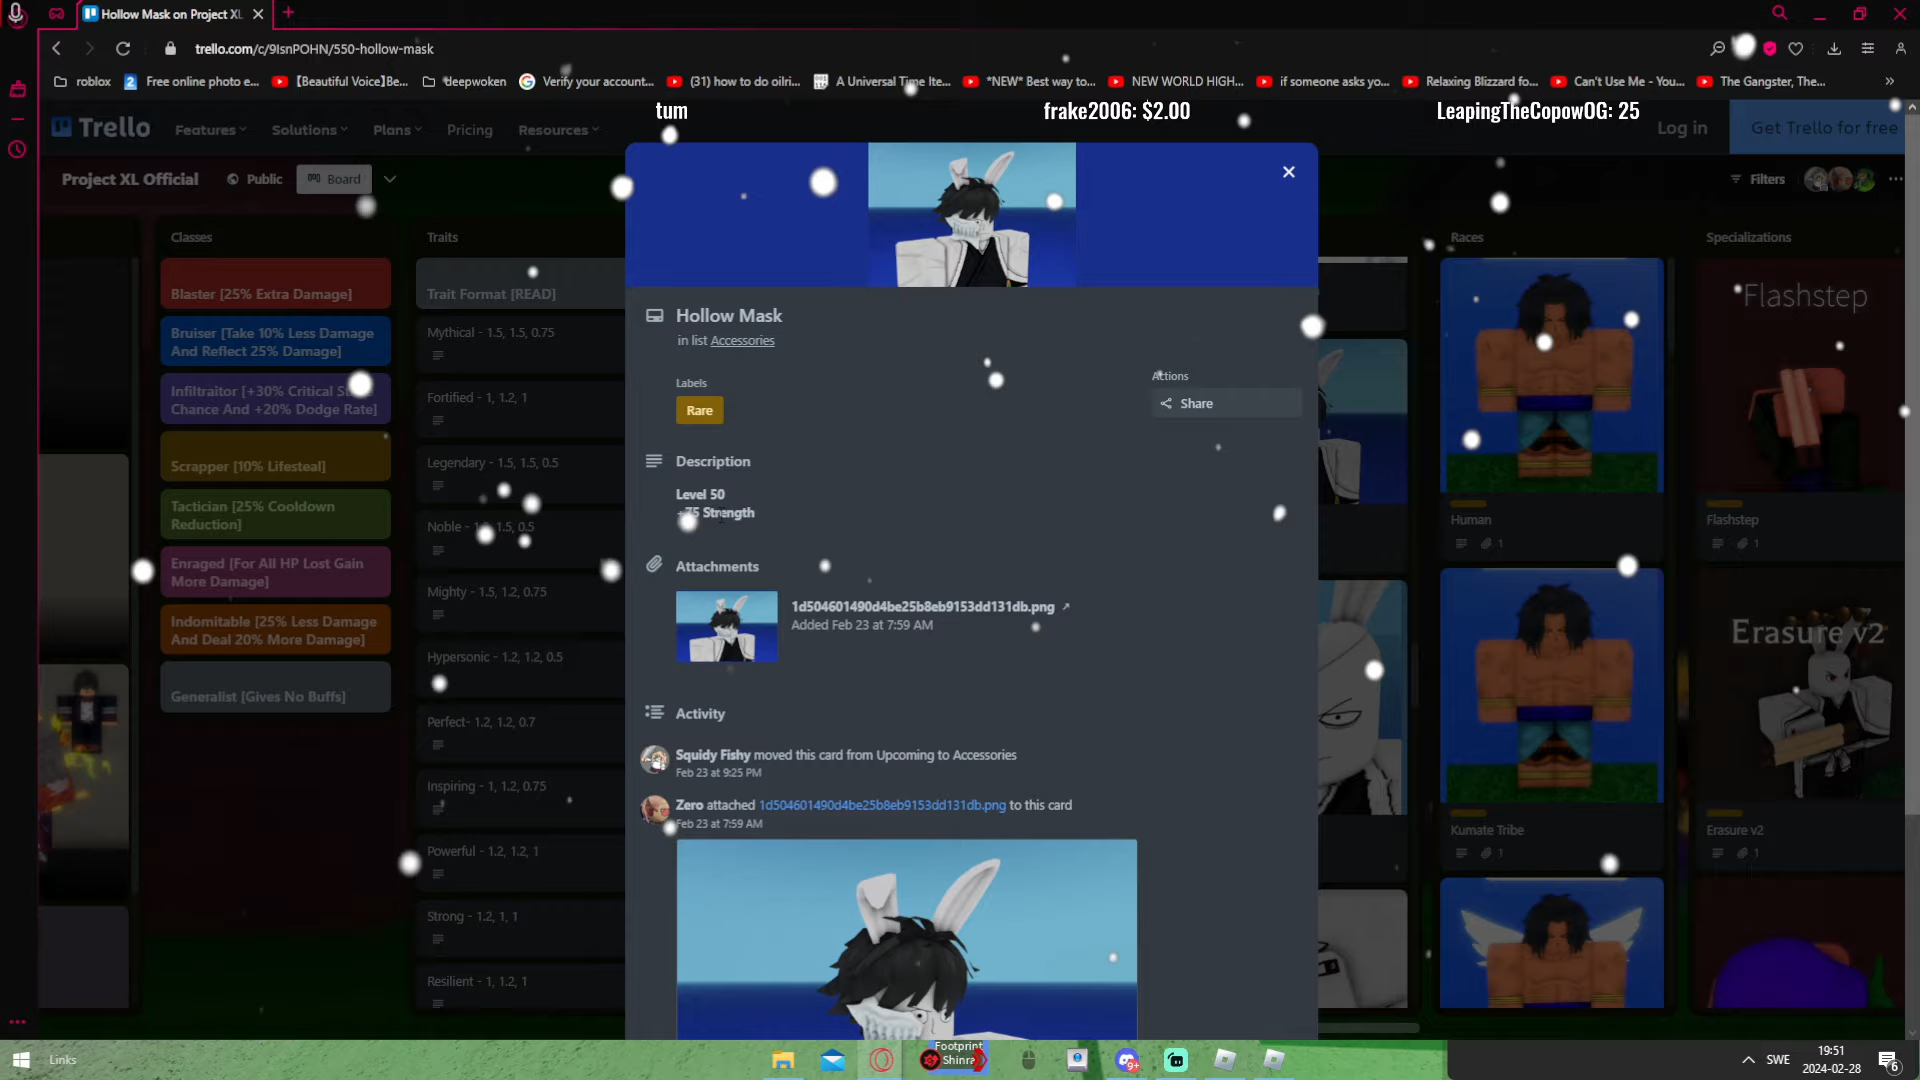 Hollow Mask on Project XL
trello.com/c/9IsnPOHN/550-hollow-mask
roblox
Free online photo e...
【Beautiful Voice】Be...
deepwoken
Verify your account...
(31) how to do oilri...
A Universal Time Ite...
*NEW* Best way to...
NEW WORLD HIGH...
if someone asks yo...
Relaxing Blizzard fo...
Can't Use Me - You...
The Gangster, The...
tum
frake2006: $2.00
LeapingTheCopowOG: 25
Trello
Features
Solutions
Plans
Pricing
Resources
Log in
Get Trello for free
Project XL Official
Public
Board
Filters
Classes
Blaster [25% Extra Damage]
Bruiser [Take 10% Less Damage
And Reflect 25% Damage]
Infiltraitor [+30% Critical
Chance And +20% Dodge Rate]
Scrapper [10% Lifesteal]
Tactician [25% Cooldown
Reduction]
Enraged [For All HP Lost Gain
More Damage]
Indomitable [25% Less Damage
And Deal 20% More Damage]
Generalist [Gives No Buffs]
Traits
Trait Format [READ]
Mythical - 1.5, 1.5, 0.75
Fortified - 1, 1.2, 1
Legendary - 1.5, 1.5, 0.5
Noble - 1.5, 0.5
Mighty - 1.5, 1.2, 0.75
Hypersonic - 1.2, 1.2, 0.5
Perfect- 1.2, 1.2, 0.7
Inspiring - 1, 1.2, 0.75
Powerful - 1.2, 1.2, 1
Strong - 1.2, 1, 1
Resilient - 1, 1.2, 1
Hollow Mask
in list Accessories
Labels
Rare
Actions
Share
Description
Level 50
+75 Strength
Attachments
1d504601490d4be25b8eb9153dd131db.png
Added Feb 23 at 7:59 AM
Activity
Squidy Fishy moved this card from Upcoming to Accessories
Feb 23 at 9:25 PM
Zero attached 1d504601490d4be25b8eb9153dd131db.png to this card
Feb 23 at 7:59 AM
Races
Human
1
Kumate Tribe
1
Specializations
Flashstep
Flashstep
1
Erasure v2
Erasure v2
1
Links
Footprint
Shinra
9+
SWE
19:51
2024-02-28
6